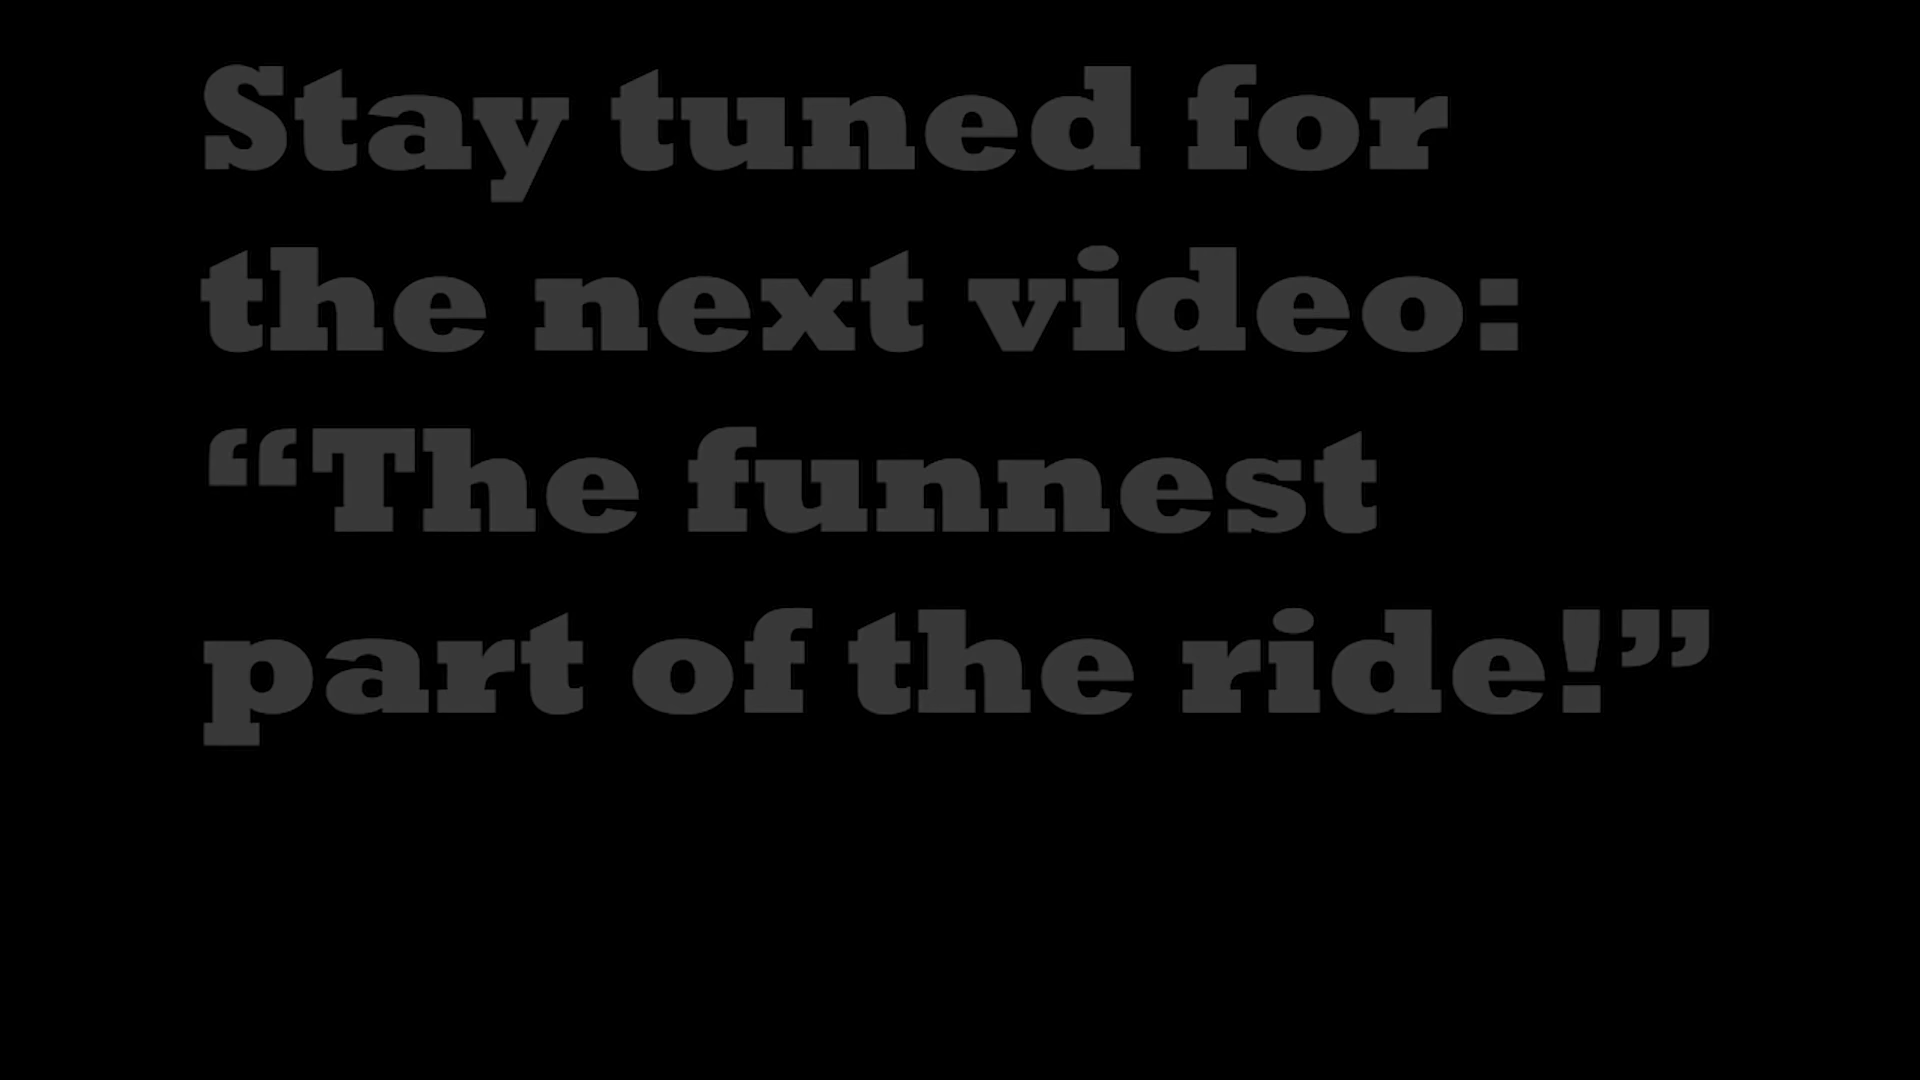 Stay tuned for
the next video:
“The funnest
part of the ride!”